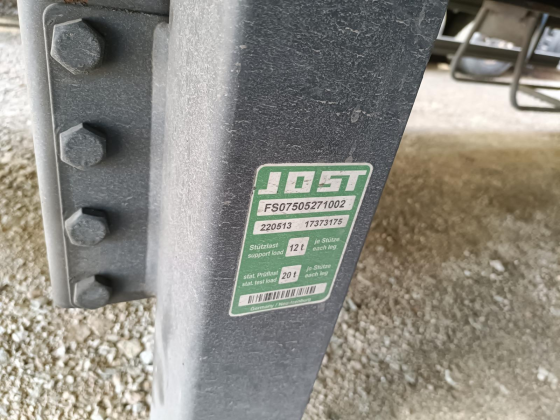 JOST
FS07505271002
220513 17373175
Stützlast 12 t je Stütze
support load each leg
stat. Prüflast 20 t je Stütze
stat. test load each leg
Germany